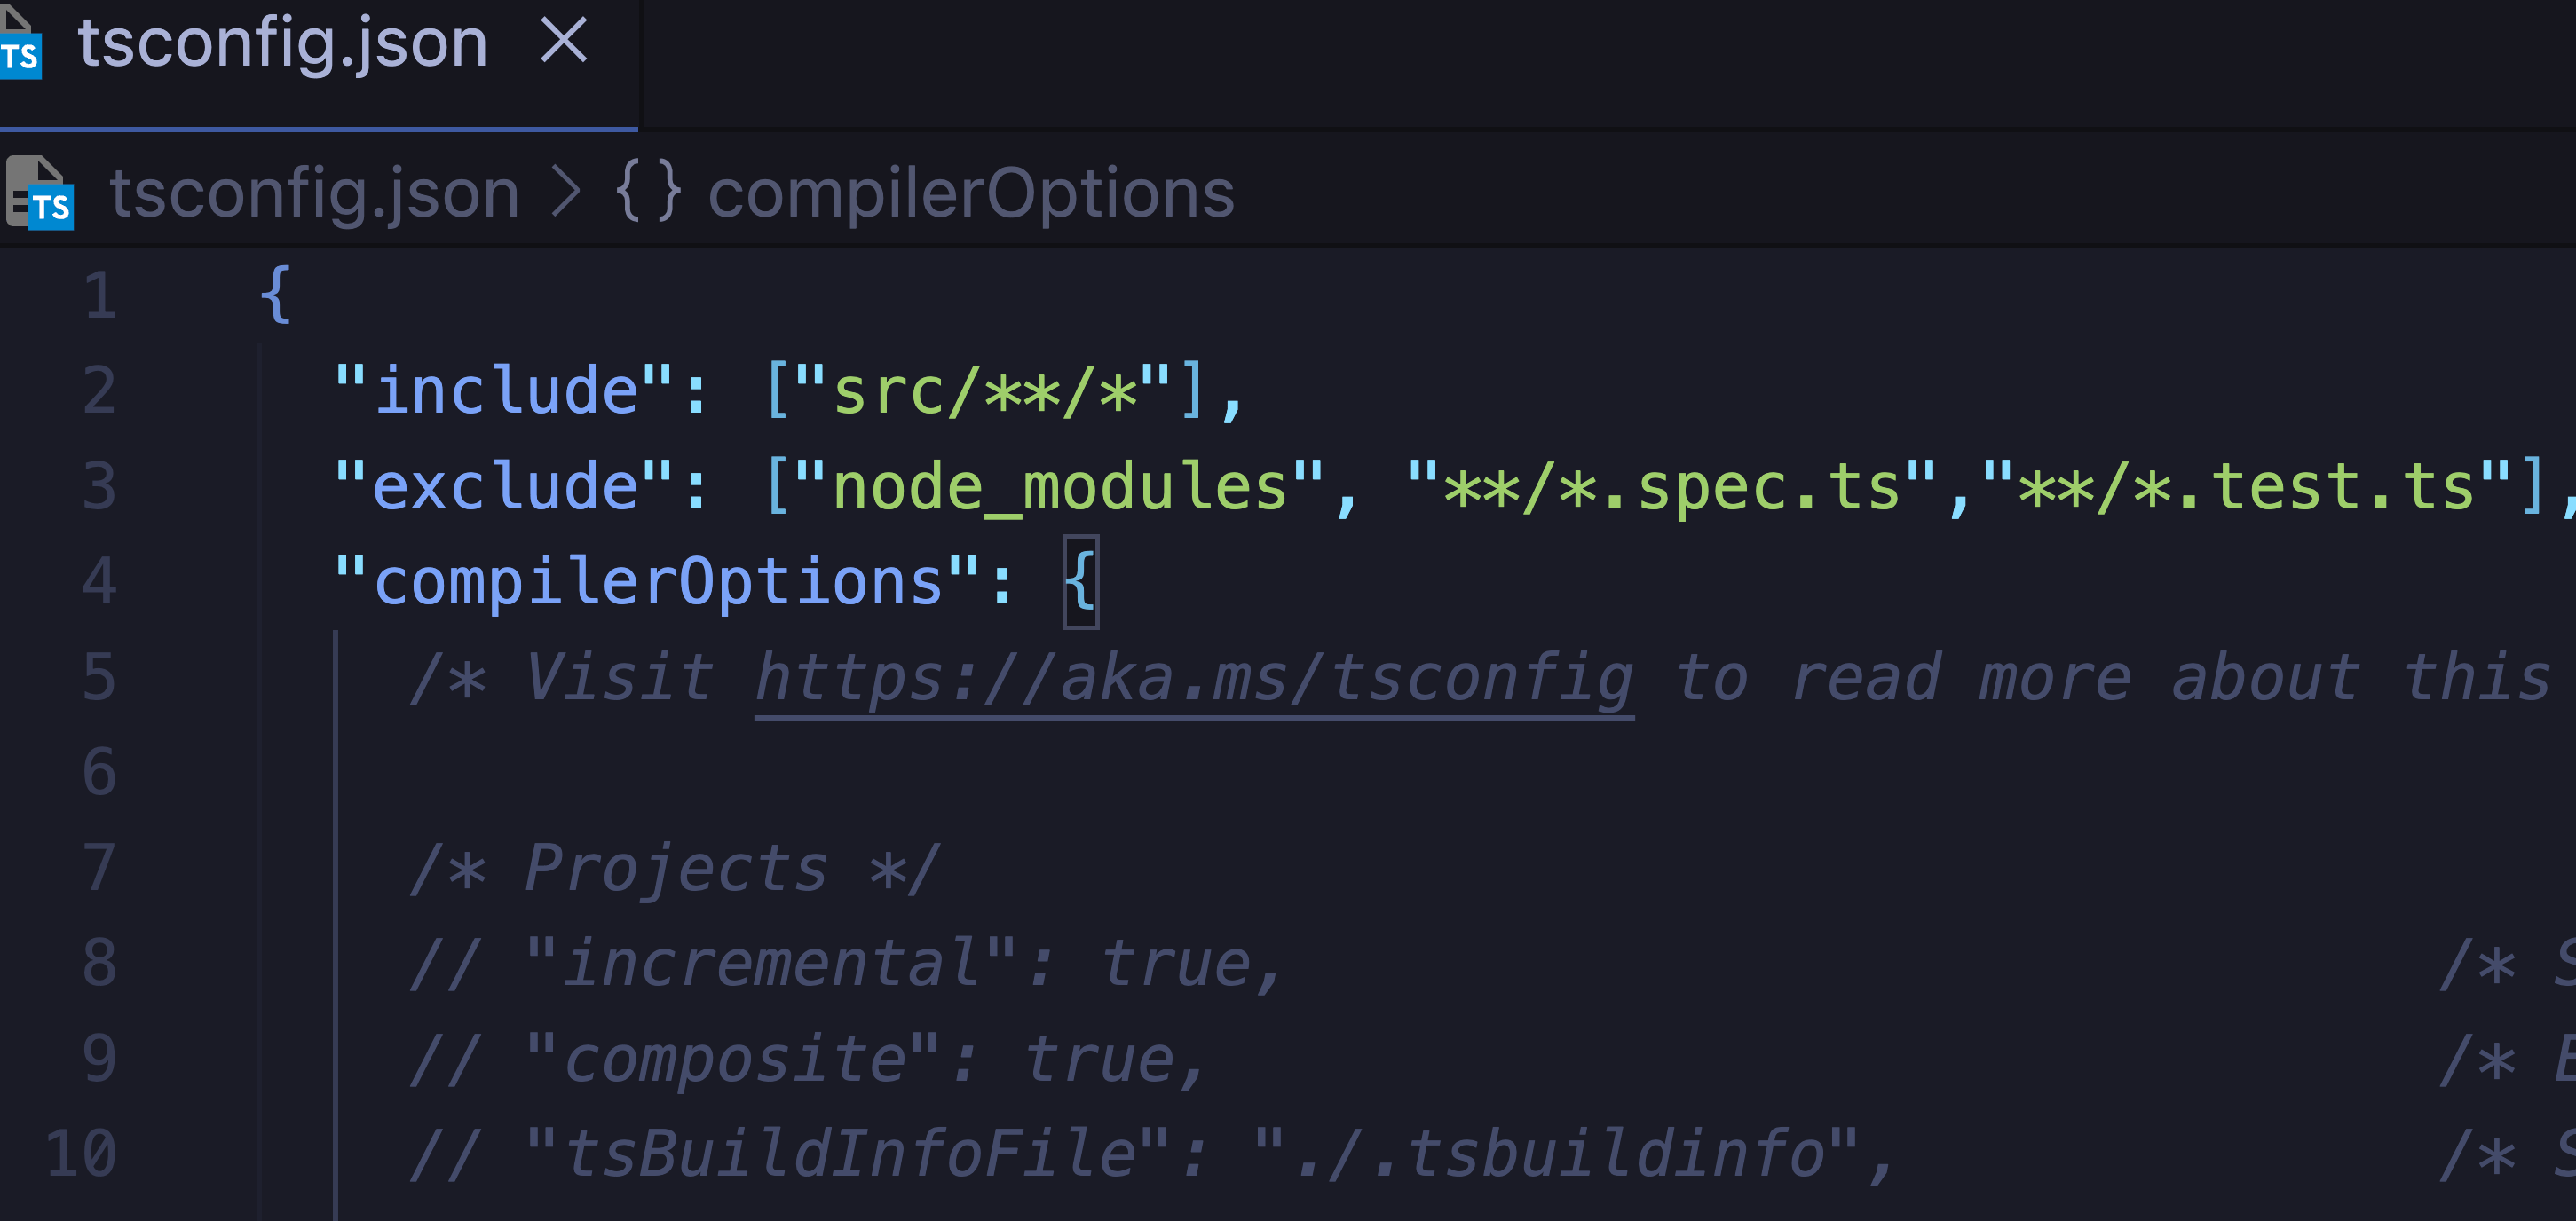 TS tsconfig.json
TS tsconfig.json > {} compilerOptions
1 {
2 "include": ["src/**/*"],
3 "exclude": ["node_modules", "**/*.spec.ts","**/*.test.ts"],
4 "compilerOptions": {
5 /* Visit https://aka.ms/tsconfig to read more about this
6
7 /* Projects */
8 // "incremental": true, /*
9 // "composite": true, /*
10 // "tsBuildInfoFile": "./.tsbuildinfo", /*